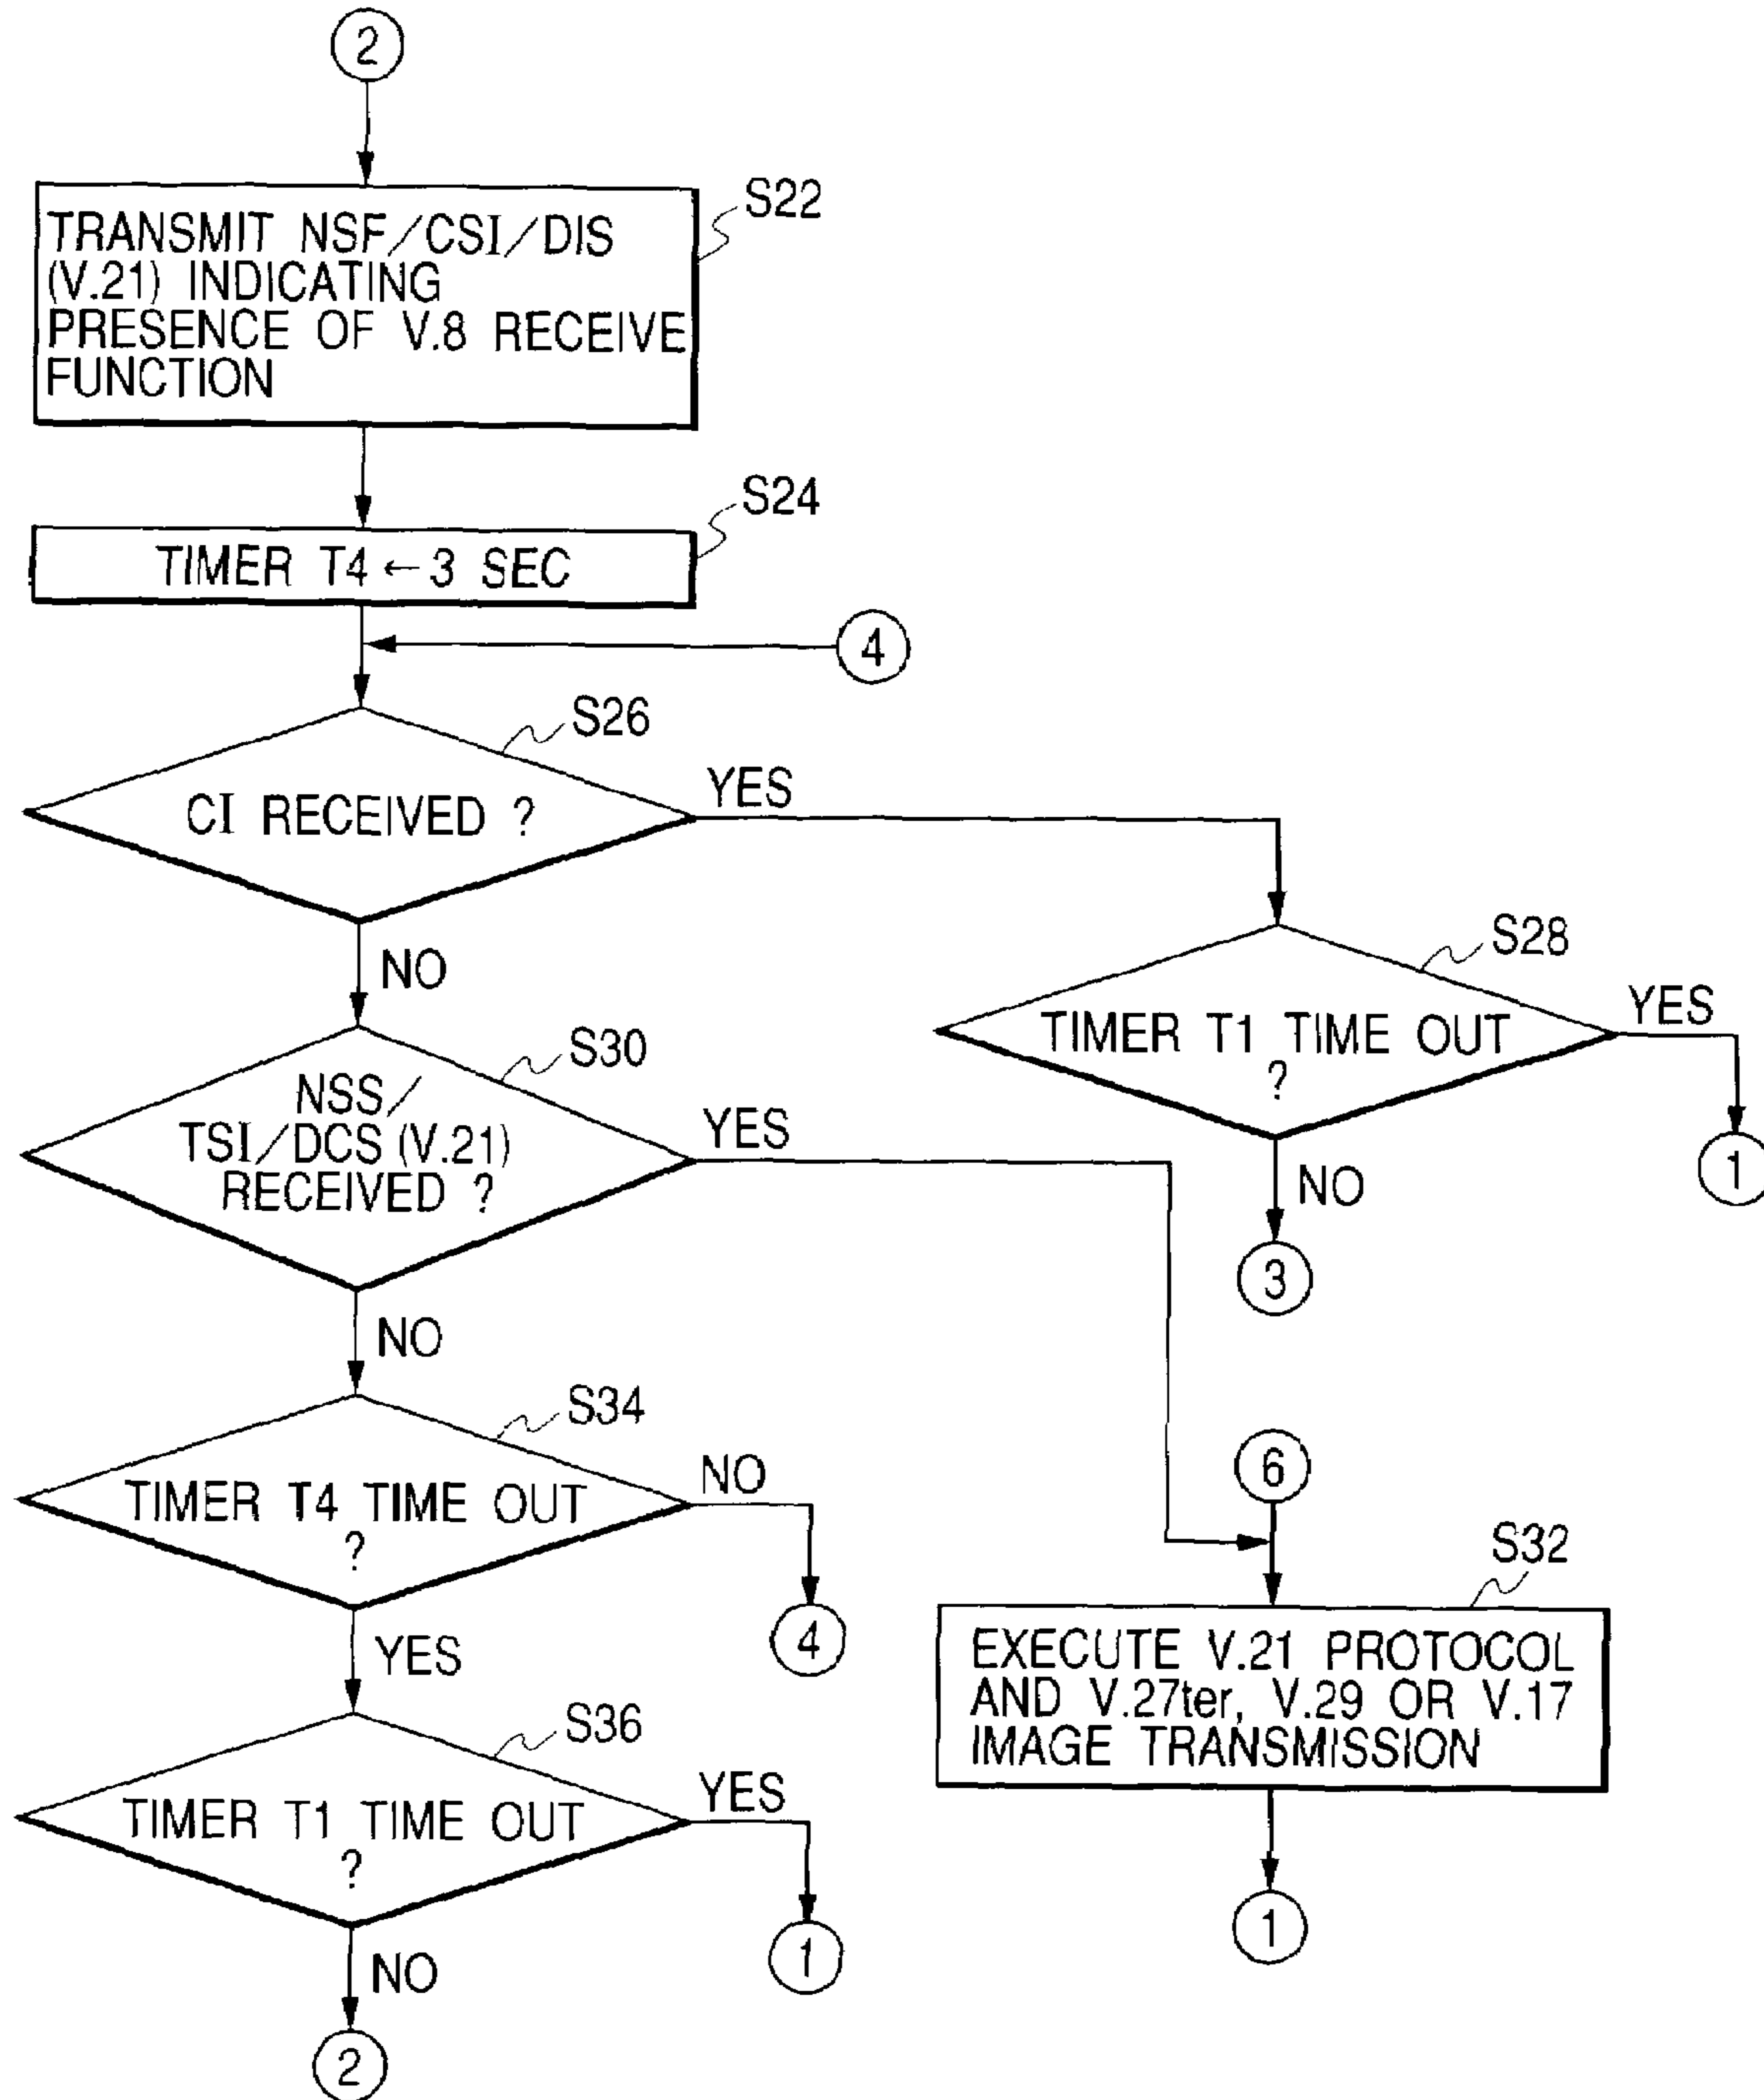 2
S22
TRANSMIT NSF/CSI/DIS
(V.21) INDICATING
PRESENCE OF V.8 RECEIVE
FUNCTION
S24
TIMER T4 ← 3 SEC
4
S26
CI RECEIVED ?
YES
NO
S28
TIMER T1 TIME OUT
?
YES
1
NO
3
S30
NSS/
TSI/DCS (V.21)
RECEIVED ?
YES
NO
S34
TIMER T4 TIME OUT
?
NO
4
YES
6
S32
EXECUTE V.21 PROTOCOL
AND V.27ter, V.29 OR V.17
IMAGE TRANSMISSION
1
S36
TIMER T1 TIME OUT
?
YES
1
NO
2